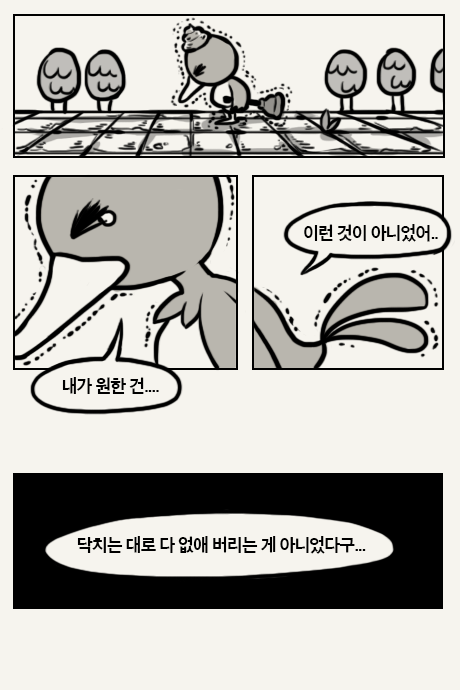 이런 것이 아니었어..
내가 원한 건....
닥치는 대로 다 없애 버리는 게 아니었다구...